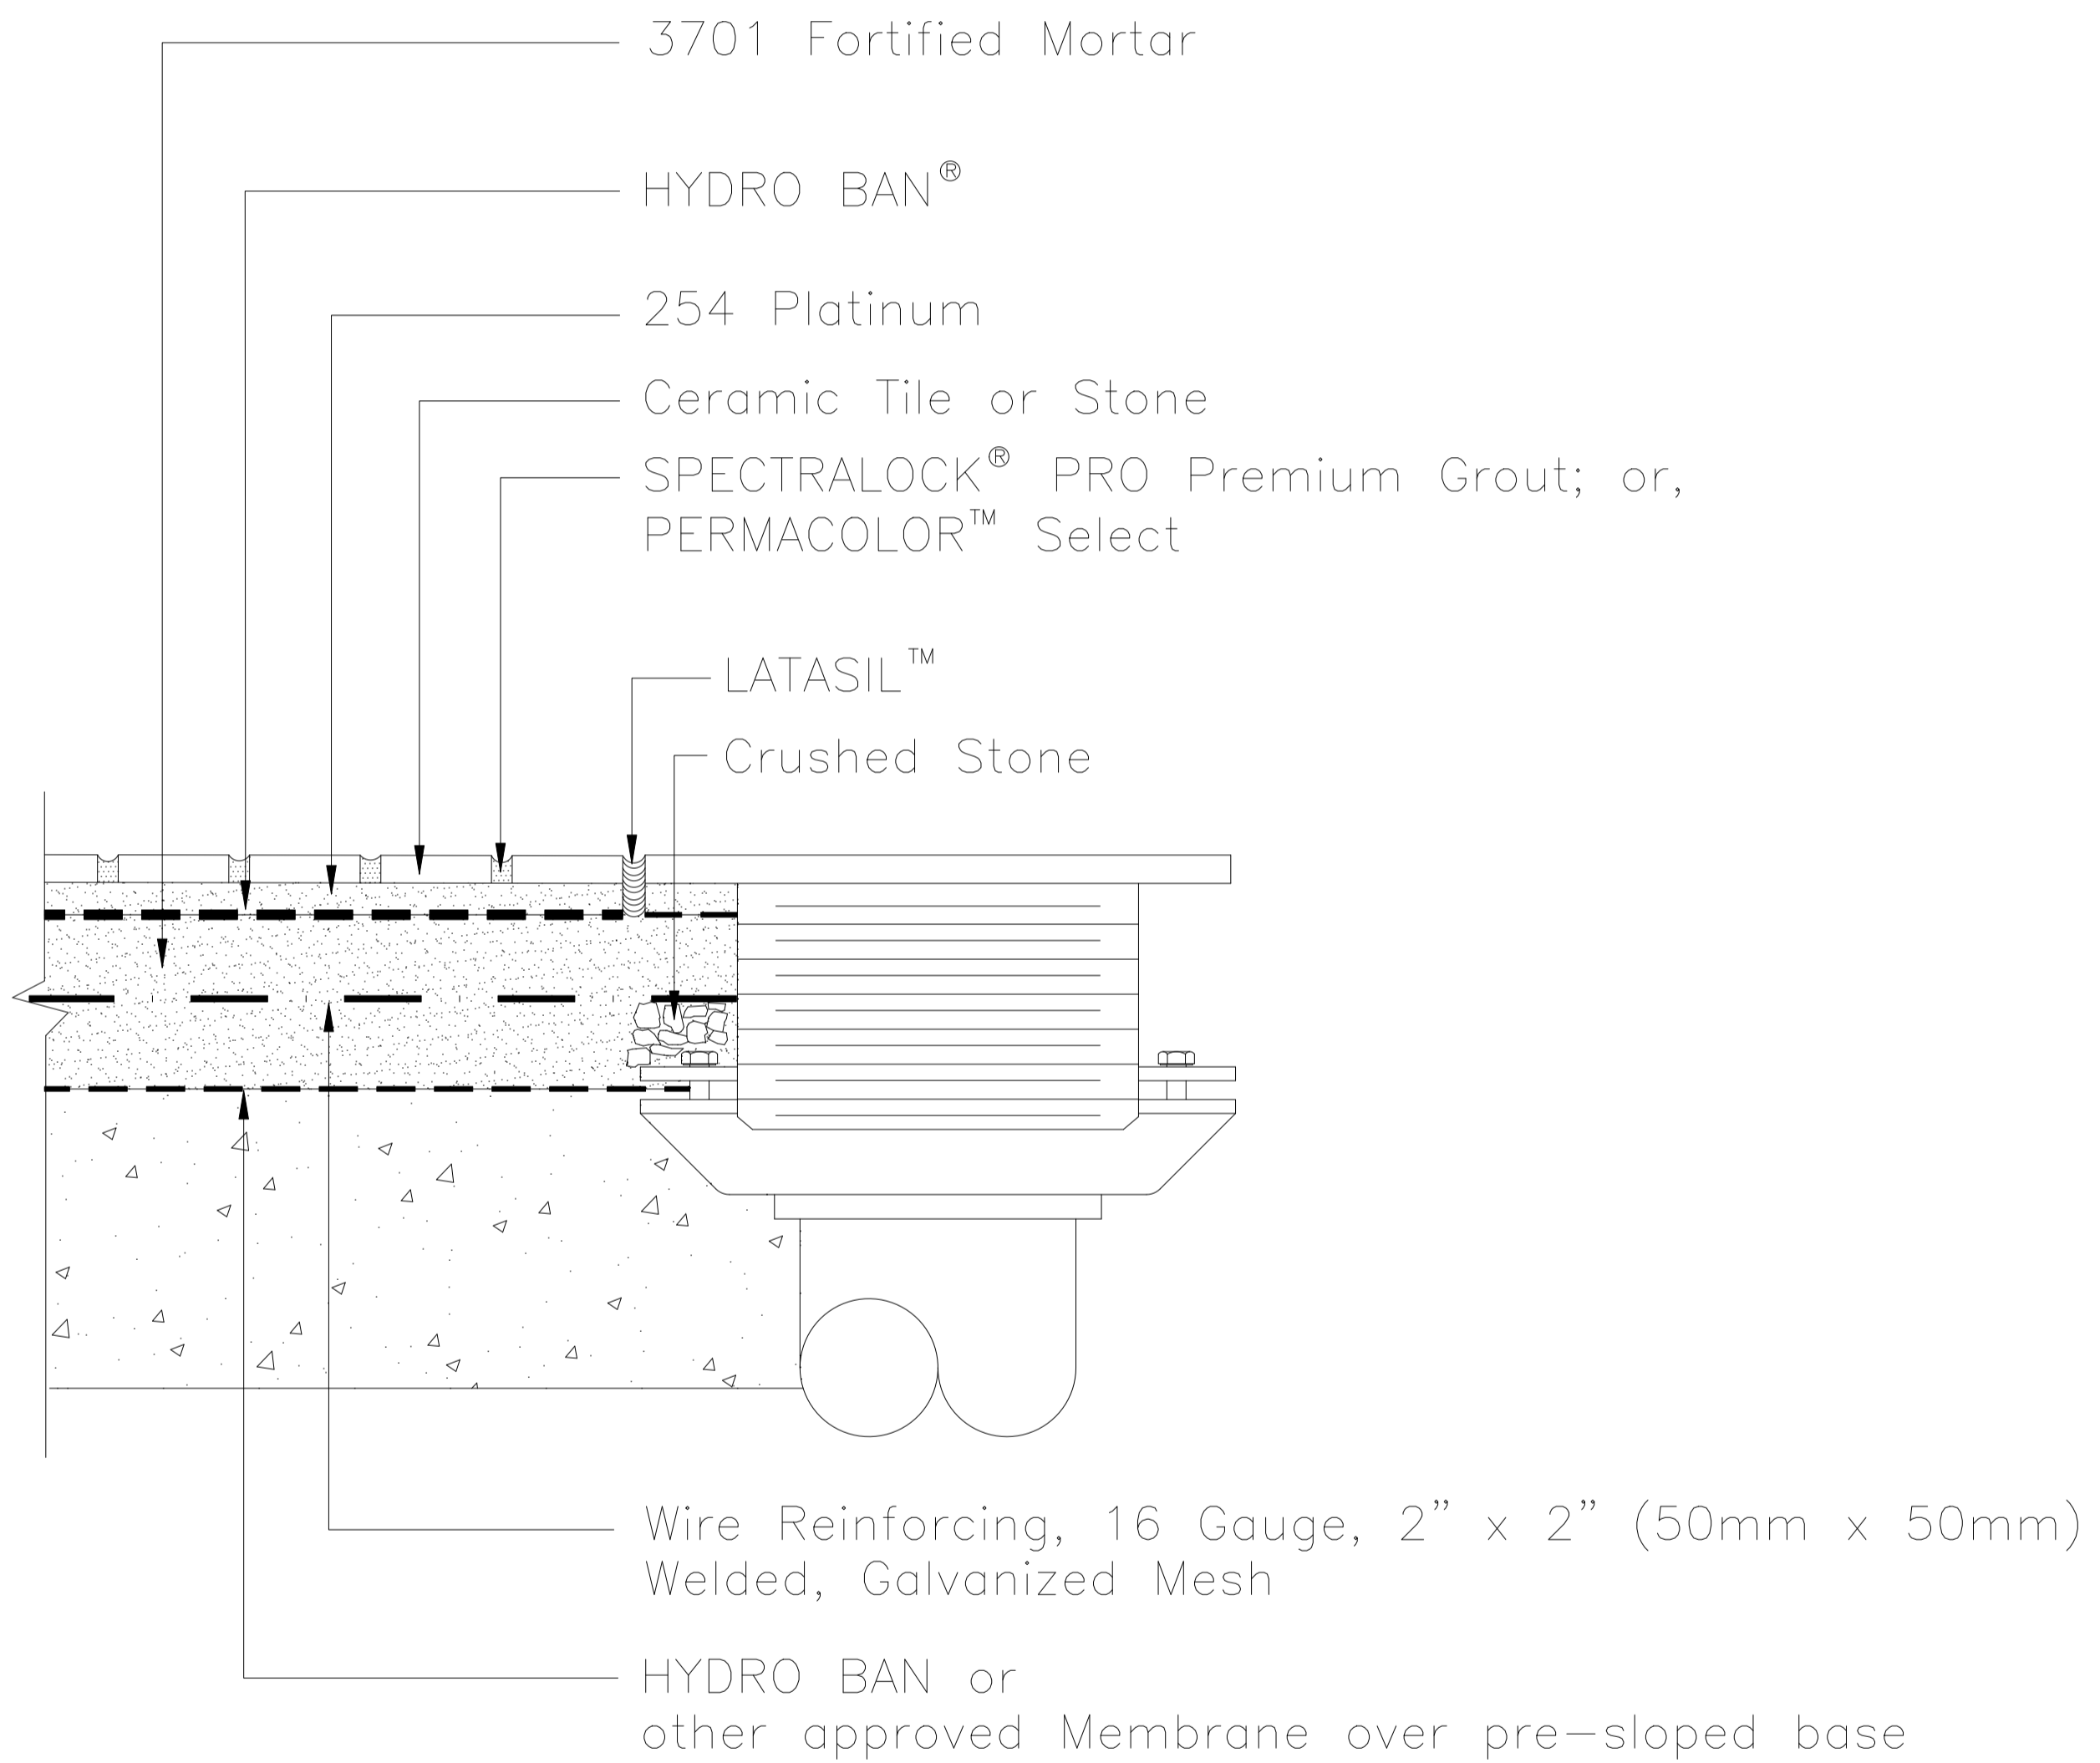 3701 Fortified Mortar
HYDRO BAN®
254 Platinum
Ceramic Tile or Stone
SPECTRALOCK® PRO Premium Grout; or,
PERMACOLOR™ Select
LATASIL™
Crushed Stone
Wire Reinforcing, 16 Gauge, 2” x 2” (50mm x 50mm)
Welded, Galvanized Mesh
HYDRO BAN or
other approved Membrane over pre-sloped base